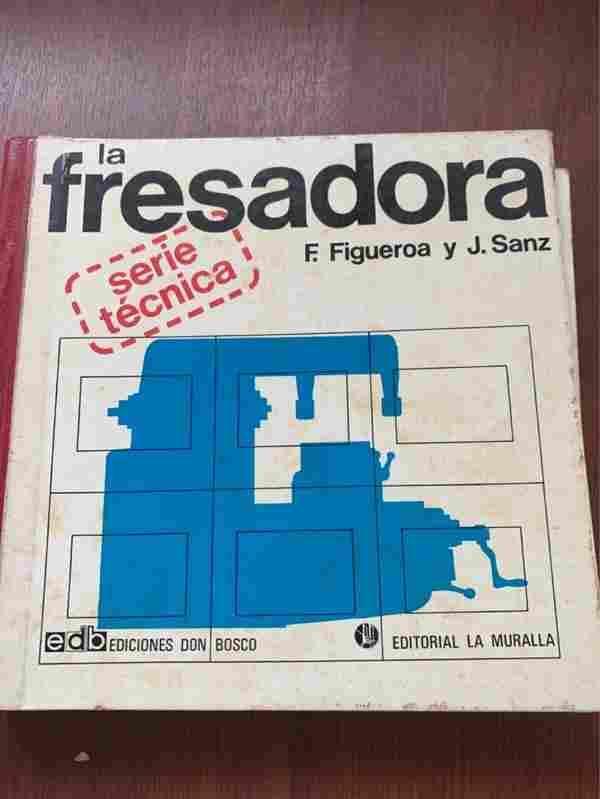 la
fresadora
F. Figueroa y J. Sanz
serie
técnica
edb EDICIONES DON BOSCO
EDITORIAL LA MURALLA